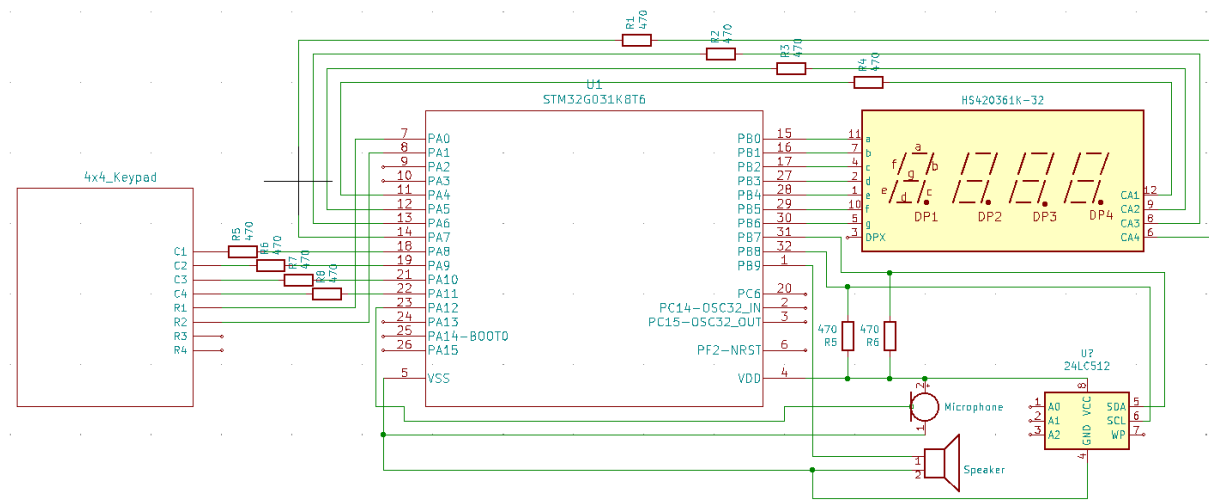 R1
470
R2
470
R3
470
R4
470
U1
STM32G031K8T6
HS420361K-32
4x4_Keypad
7 PA0
8 PA1
9 PA2
10 PA3
11 PA4
12 PA5
13 PA6
14 PA7
18 PA8
19 PA9
21 PA10
22 PA11
23 PA12
24 PA13
25 PA14-BOOT0
26 PA15
5 VSS
PB0 15
PB1 16
PB2 17
PB3 27
PB4 28
PB5 29
PB6 30
PB7 31
PB8 32
PB9 1
PC6 20
PC14-OSC32_IN 2
PC15-OSC32_OUT 3
PF2-NRST 6
VDD 4
11 a
7 b
4 c
2 d
1 e
10 f
5 g
3 DPX
a
f
b
g
e
c
d
DP1
DP2
DP3
DP4
CA1 12
CA2 9
CA3 8
CA4 6
C1
C2
C3
C4
R1
R2
R3
R4
R5
470
R6
470
R7
470
R8
470
470
R5
470
R6
U?
24LC512
1 A0
2 A1
3 A2
8
VCC
GND
4
SDA 5
SCL 6
WP 7
2
+
Microphone
1
1
2
Speaker